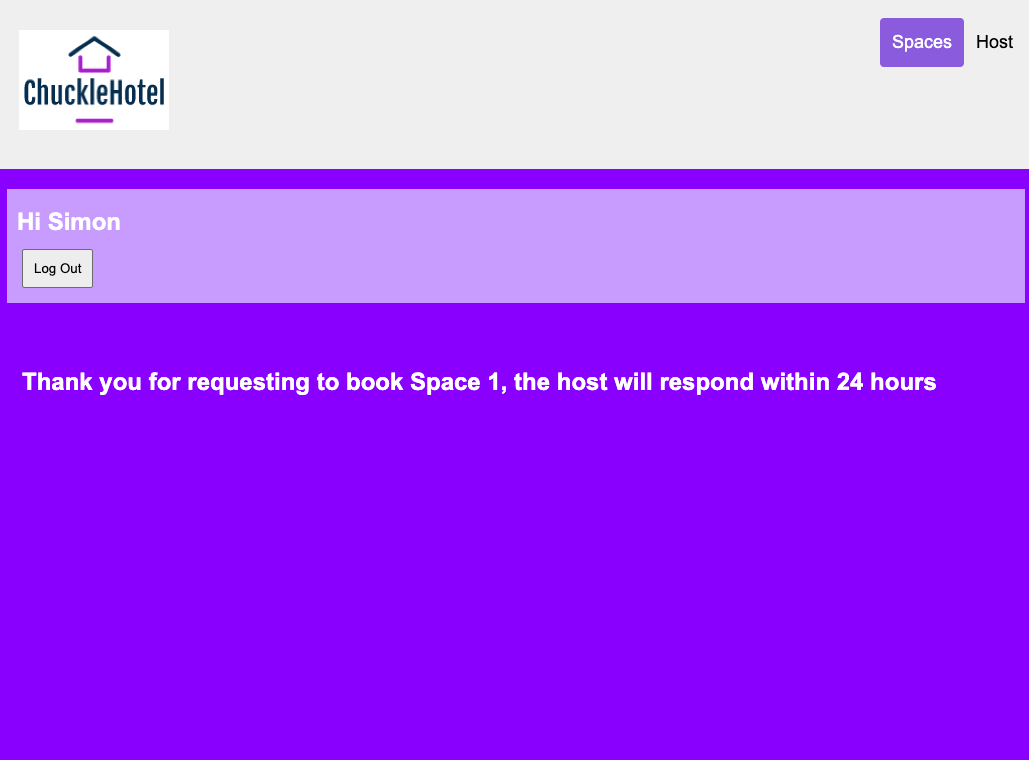 ChuckleHotel
Spaces
Host
Hi Simon
Log Out
Thank you for requesting to book Space 1, the host will respond within 24 hours